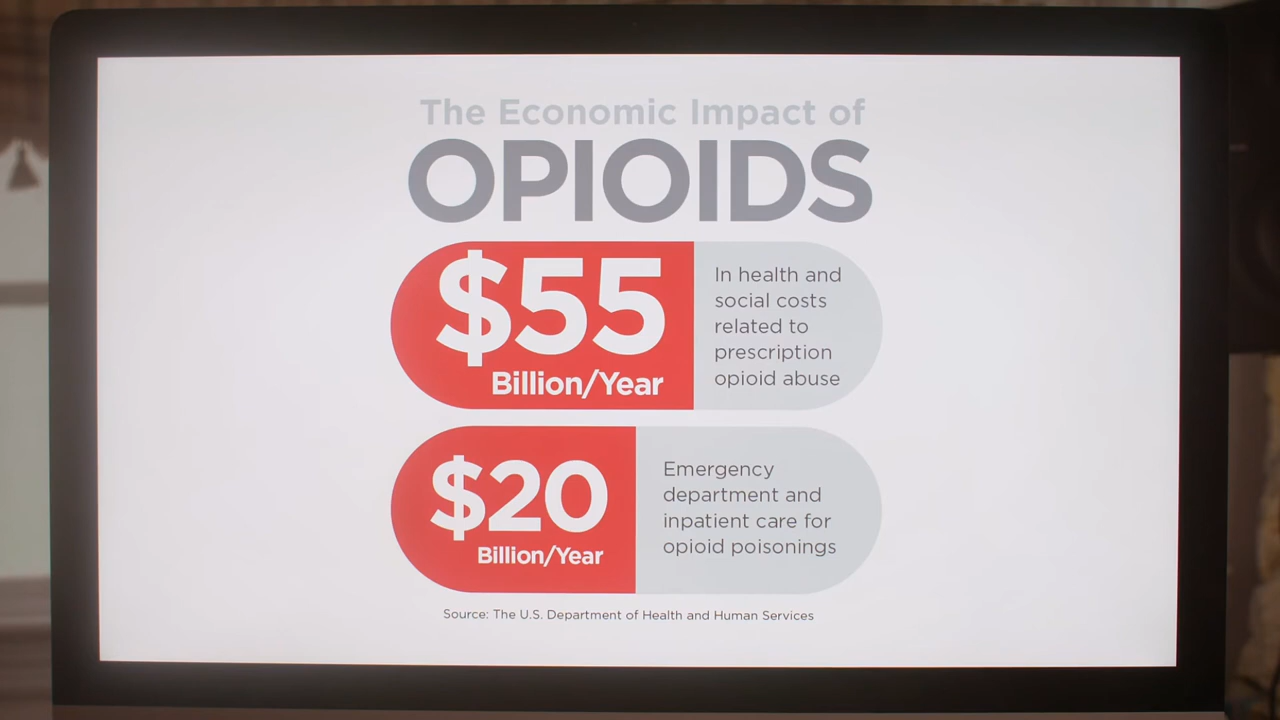 The Economic Impact of
OPIOIDS
$55
Billion/Year
In health and
social costs
related to
prescription
opioid abuse
$20
Billion/Year
Emergency
department and
inpatient care for
opioid poisonings
Source: The U.S. Department of Health and Human Services